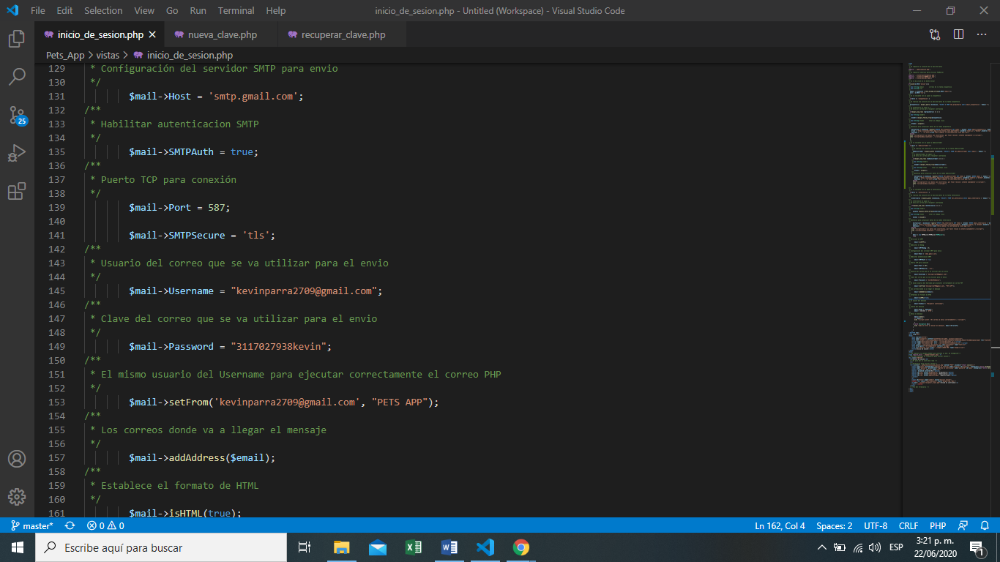 File Edit Selection View Go Run Terminal Help inicio_de_sesion.php - Untitled (Workspace) - Visual Studio Code
inicio_de_sesion.php nueva_clave.php recuperar_clave.php
Pets_App > vistas > inicio_de_sesion.php
129 * Configuración del servidor SMTP para envio
130 */
131 $mail->Host = 'smtp.gmail.com';
132 /**
133 * Habilitar autenticacion SMTP
134 */
135 $mail->SMTPAuth = true;
136 /**
137 * Puerto TCP para conexión
138 */
139 $mail->Port = 587;
140
141 $mail->SMTPSecure = 'tls';
142 /**
143 * Usuario del correo que se va utilizar para el envio
144 */
145 $mail->Username = "kevinparra2709@gmail.com";
146 /**
147 * Clave del correo que se va utilizar para el envio
148 */
149 $mail->Password = "3117027938kevin";
150 /**
151 * El mismo usuario del Username para ejecutar correctamente el correo PHP
152 */
153 $mail->setFrom('kevinparra2709@gmail.com', "PETS APP");
154 /**
155 * Los correos donde va a llegar el mensaje
156 */
157 $mail->addAddress($email);
158 /**
159 * Establece el formato de HTML
160 */
161 $mail->isHTML(true);
25
master* 0 0 Ln 162, Col 4 Spaces: 2 UTF-8 CRLF PHP
Escribe aquí para buscar
ESP
3:21 p. m.
22/06/2020
1